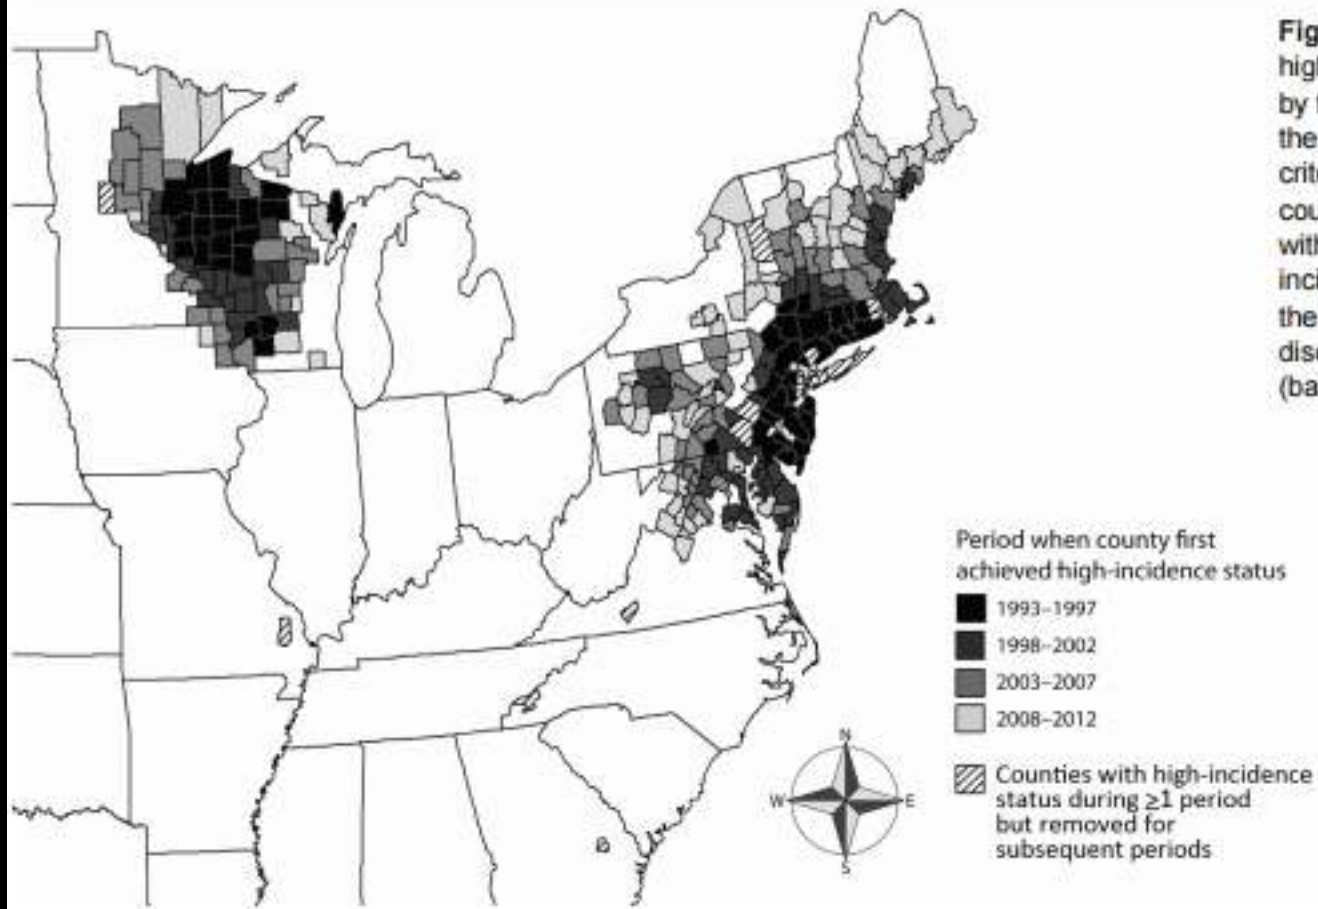 Fig
high
by
the
crite
cou
with
inci
the
dise
(ba
Period when county first
achieved high-incidence status
1993–1997
1998–2002
2003–2007
2008–2012
Counties with high-incidence
status during ≥1 period
but removed for
subsequent periods
N
W
E
S